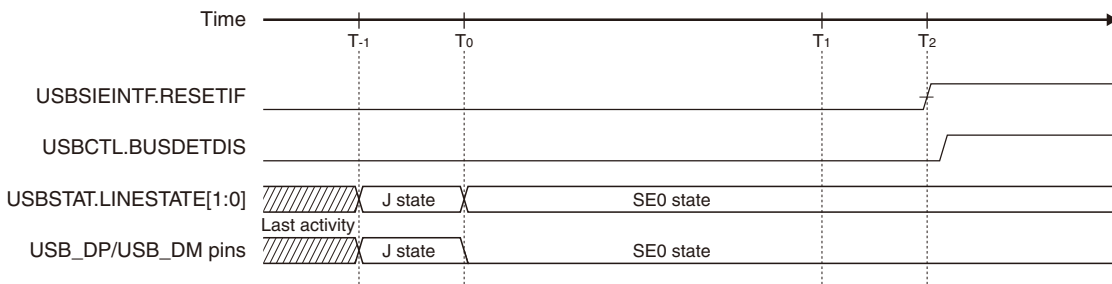 Time
T-1 T0 T1 T2
USBSIEINTF.RESETIF
USBCTL.BUSDETDIS
USBSTAT.LINESTATE[1:0] J state SE0 state
Last activity
USB_DP/USB_DM pins J state SE0 state